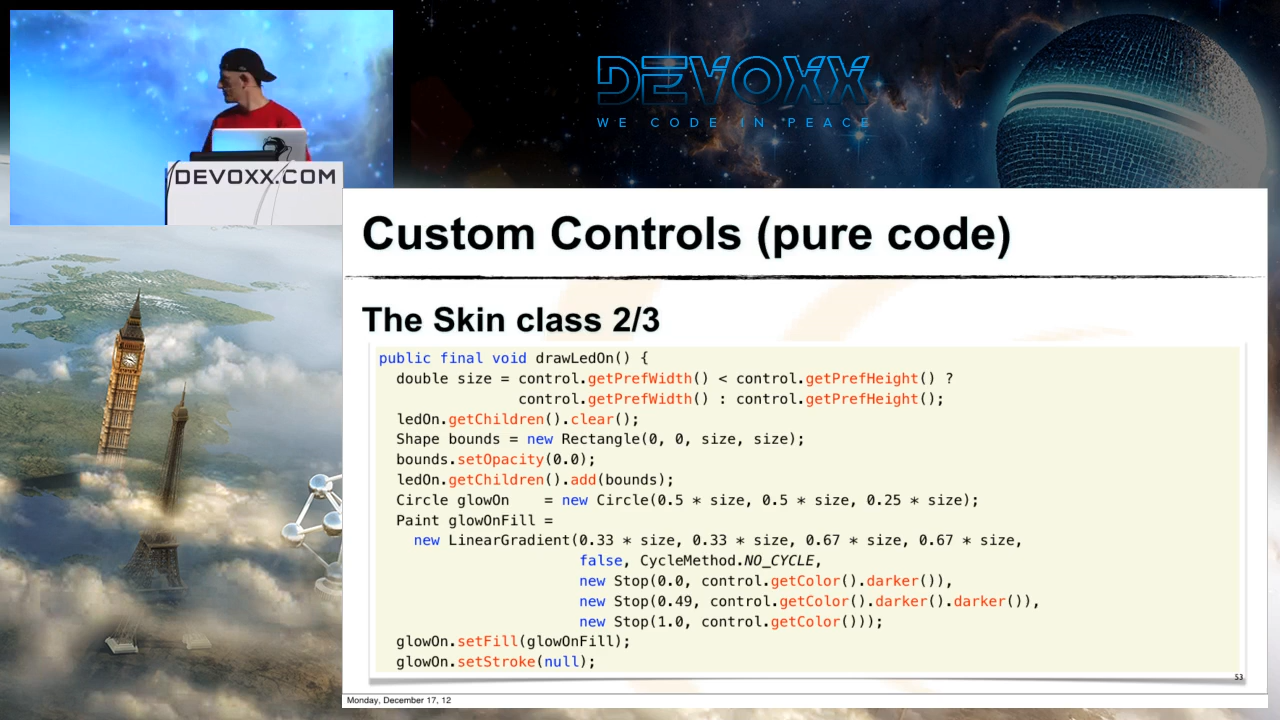 DEVOXX
WE CODE IN PEACE
DEVOXX.COM
Custom Controls (pure code)
The Skin class 2/3
public final void drawLedOn() {
  double size = control.getPrefWidth() < control.getPrefHeight() ?
                control.getPrefWidth() : control.getPrefHeight();
  ledOn.getChildren().clear();
  Shape bounds = new Rectangle(0, 0, size, size);
  bounds.setOpacity(0.0);
  ledOn.getChildren().add(bounds);
  Circle glowOn    = new Circle(0.5 * size, 0.5 * size, 0.25 * size);
  Paint glowOnFill =
    new LinearGradient(0.33 * size, 0.33 * size, 0.67 * size, 0.67 * size,
                       false, CycleMethod.NO_CYCLE,
                       new Stop(0.0, control.getColor().darker()),
                       new Stop(0.49, control.getColor().darker().darker()),
                       new Stop(1.0, control.getColor()));
  glowOn.setFill(glowOnFill);
  glowOn.setStroke(null);
53
Monday, December 17, 12